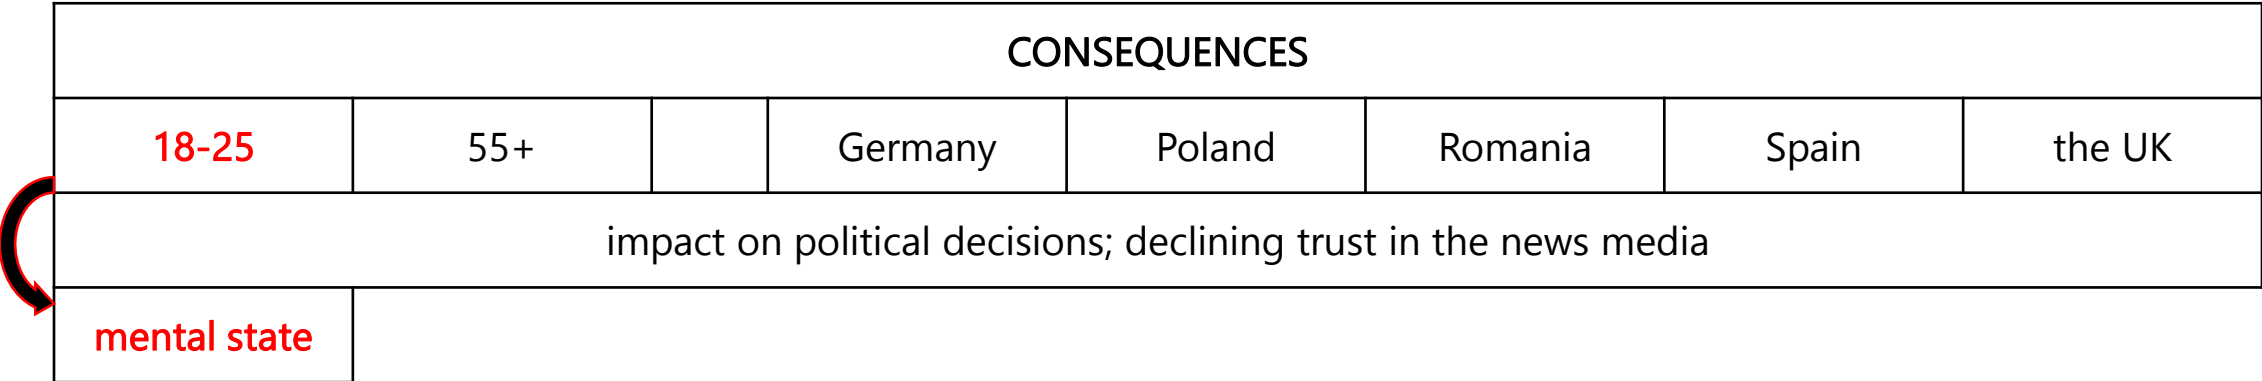 CONSEQUENCES
18-25 55+ Germany Poland Romania Spain the UK
impact on political decisions; declining trust in the news media
mental state